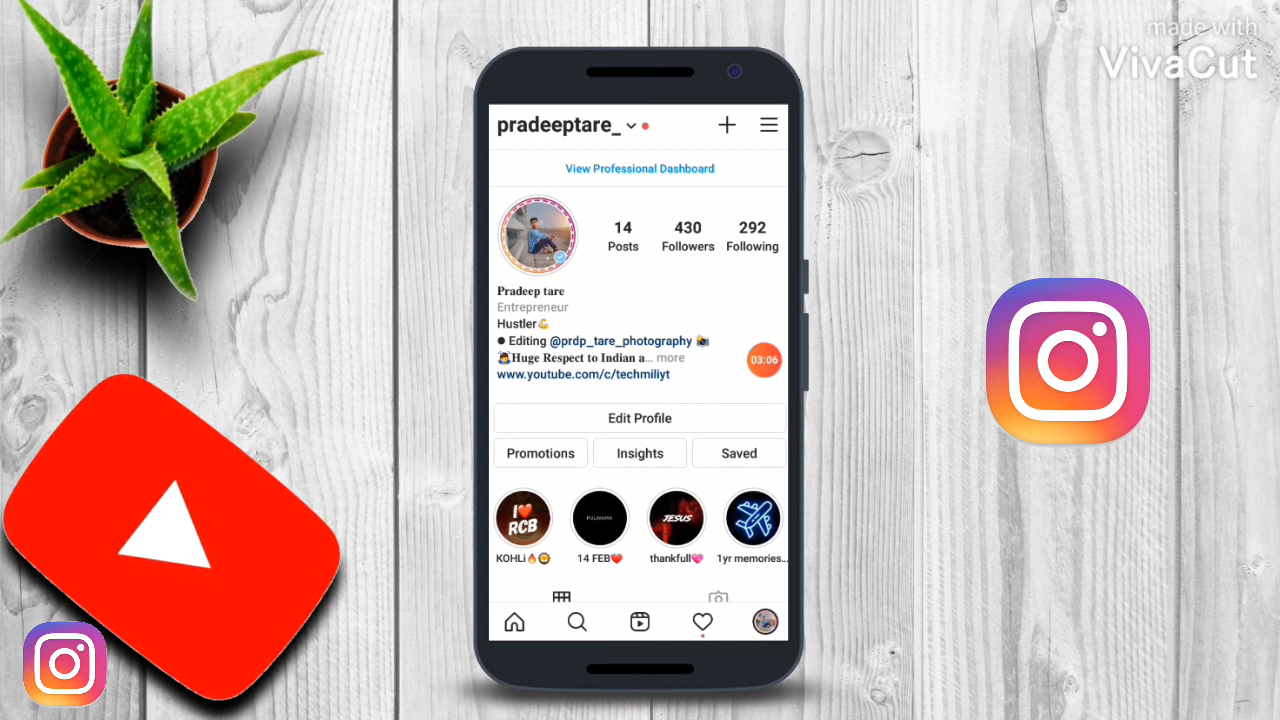 made with
VivaCut
pradeeptare_
View Professional Dashboard
14 430 292
Posts Followers Following
𝐏𝐫𝐚𝐝𝐞𝐞𝐩 𝐭𝐚𝐫𝐞
Entrepreneur
Hustler💪
● Editing @prdp_tare_photography 📸
🙇𝐇𝐮𝐠𝐞 𝐑𝐞𝐬𝐩𝐞𝐜𝐭 𝐭𝐨 𝐈𝐧𝐝𝐢𝐚𝐧 𝐚... more
www.youtube.com/c/techmiliyt
03:06
Edit Profile
Promotions Insights Saved
I❤️
RCB
PULWAMA
JESUS
KOHLi🔥🦁 14 FEB❤️ thankfull💖 1yr memories...